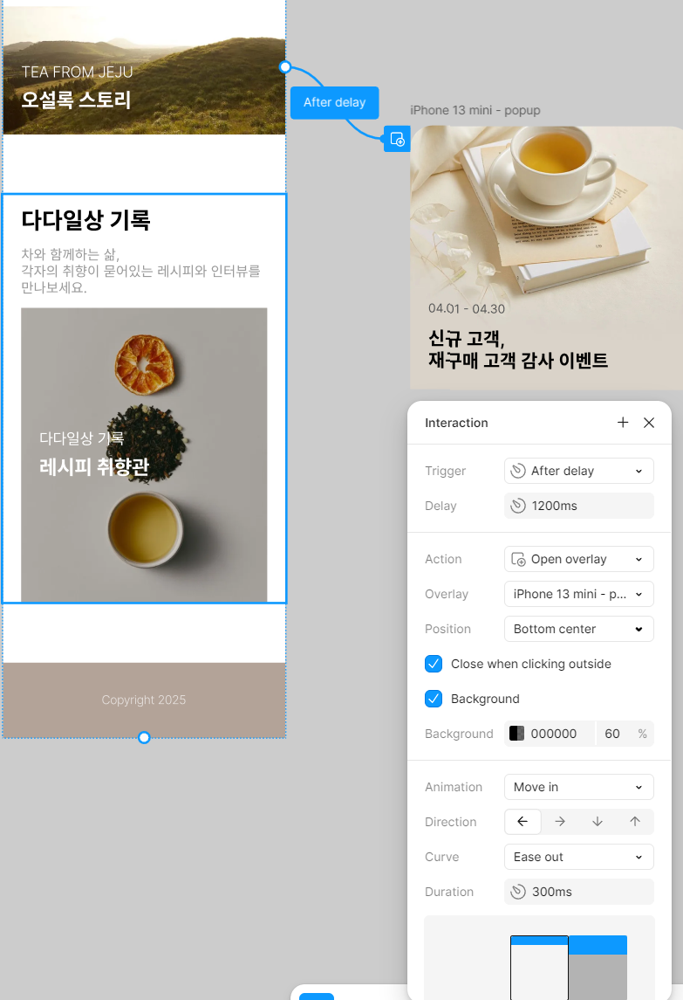 TEA FROM JEJU
오설록 스토리
After delay
iPhone 13 mini - popup
다다일상 기록
차와 함께하는 삶,
각자의 취향이 묻어있는 레시피와 인터뷰를
만나보세요.
다다일상 기록
레시피 취향관
Copyright 2025
04.01 - 04.30
신규 고객,
재구매 고객 감사 이벤트
Interaction
Trigger After delay
Delay 1200ms
Action Open overlay
Overlay iPhone 13 mini - p...
Position Bottom center
Close when clicking outside
Background
Background 000000 60 %
Animation Move in
Direction
Curve Ease out
Duration 300ms